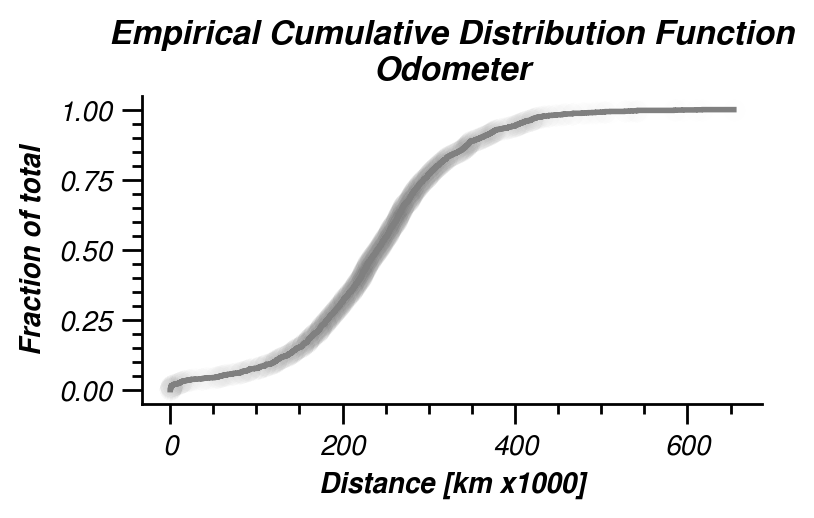 Empirical Cumulative Distribution Function
Odometer
Fraction of total
1.00
0.75
0.50
0.25
0.00
0 200 400 600
Distance [km x1000]